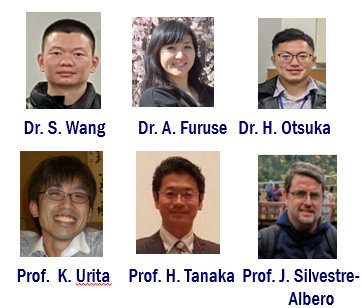 Dr. S. Wang Dr. A. Furuse Dr. H. Otsuka
Prof. K. Urita Prof. H. Tanaka Prof. J. Silvestre-
Albero